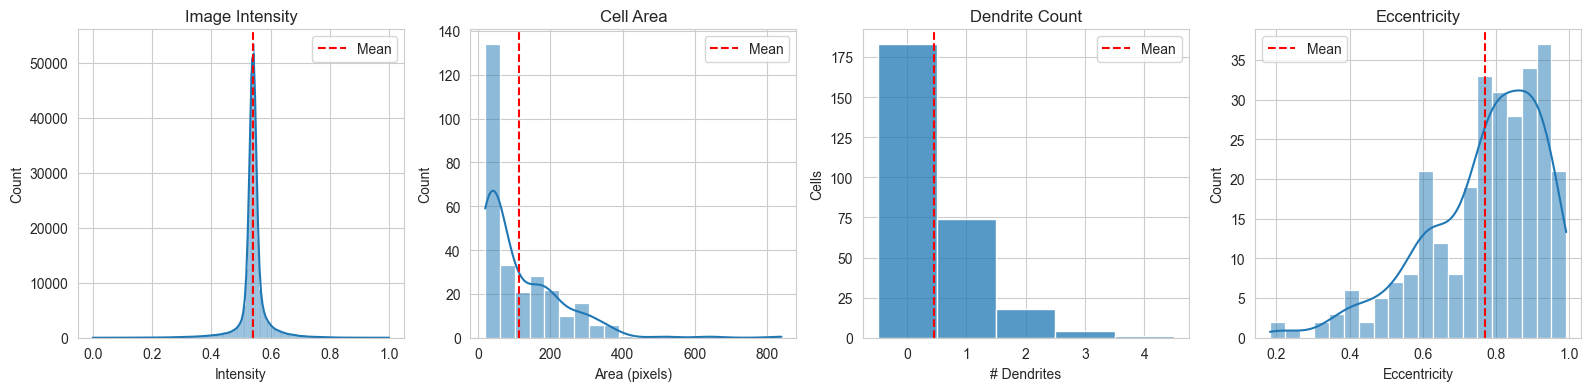 Image Intensity
Mean
50000
40000
30000
20000
10000
0
Count
0.0 0.2 0.4 0.6 0.8 1.0
Intensity
Cell Area
Mean
140
120
100
80
60
40
20
0
Count
0 200 400 600 800
Area (pixels)
Dendrite Count
Mean
175
150
125
100
75
50
25
0
Cells
0 1 2 3 4
# Dendrites
Eccentricity
Mean
35
30
25
20
15
10
5
0
Count
0.2 0.4 0.6 0.8 1.0
Eccentricity